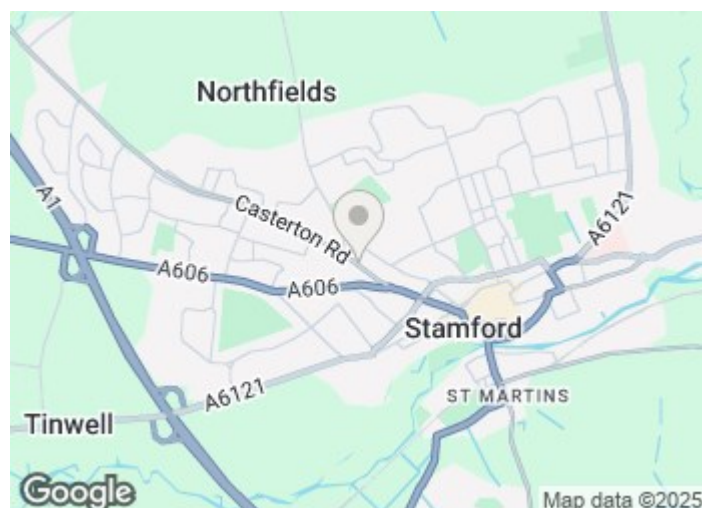 Northfields
A1
Casterton Rd
A6121
A606
A606
Stamford
A6121
ST MARTINS
Tinwell
Google
Map data ©2025